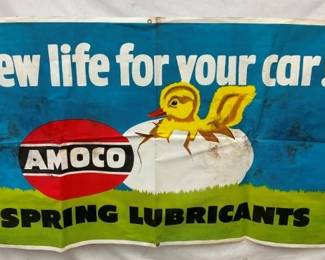 ew life for your car.
AMOCO
SPRING LUBRICANTS